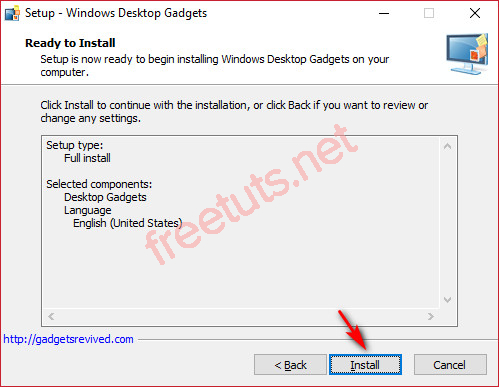 Setup - Windows Desktop Gadgets
Ready to Install
Setup is now ready to begin installing Windows Desktop Gadgets on your
computer.
Click Install to continue with the installation, or click Back if you want to review or
change any settings.
Setup type:
Full install
Selected components:
Desktop Gadgets
Language
English (United States)
freetuts.net
http://gadgetsrevived.com
< Back
Install
Cancel